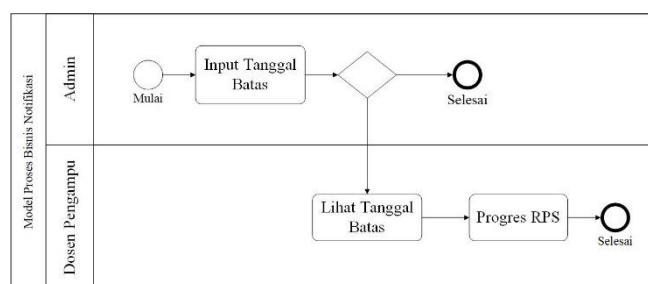 Model Proses Bisnis Notifikasi
Admin
Mulai
Input Tanggal
Batas
Selesai
Dosen Pengampu
Lihat Tanggal
Batas
Progres RPS
Selesai